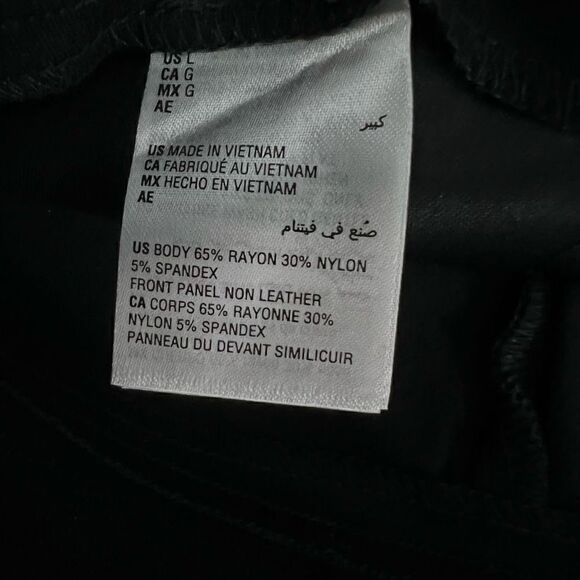 US L
CA G
MX G
AE
كبير
US MADE IN VIETNAM
CA FABRIQUÉ AU VIETNAM
MX HECHO EN VIETNAM
AE
صُنع في فيتنام
US BODY 65% RAYON 30% NYLON
5% SPANDEX
FRONT PANEL NON LEATHER
CA CORPS 65% RAYONNE 30%
NYLON 5% SPANDEX
PANNEAU DU DEVANT SIMILICUIR